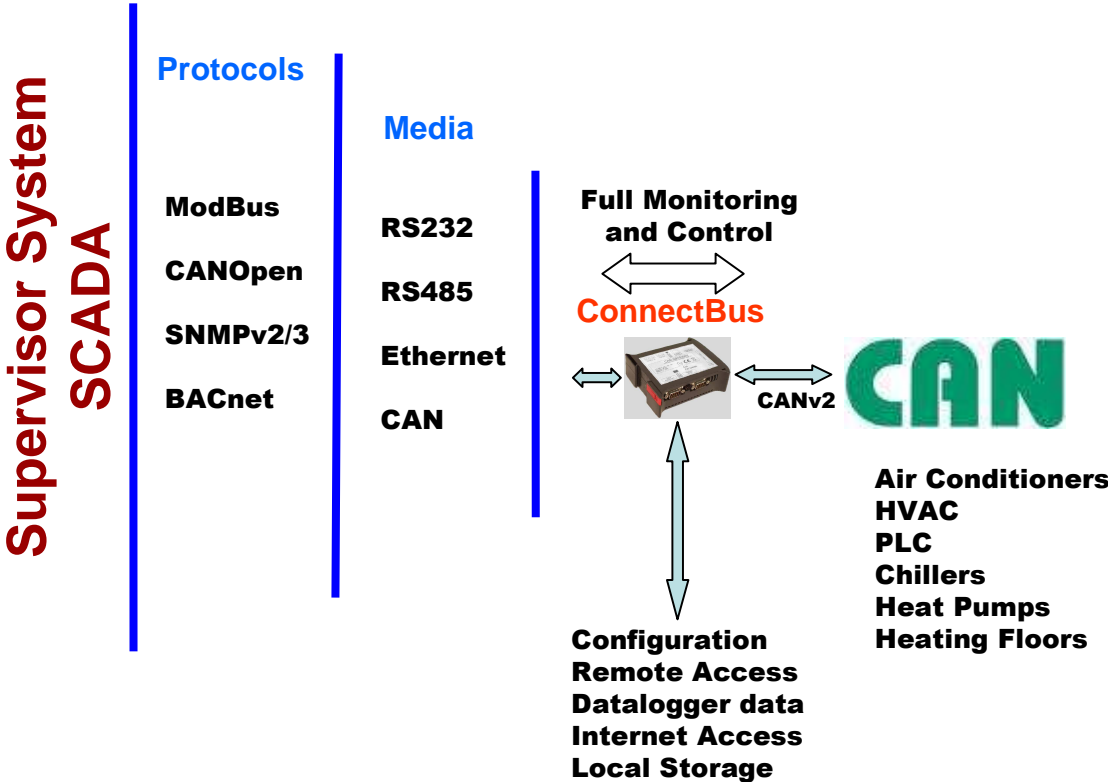 Supervisor System
SCADA
Protocols
ModBus
CANOpen
SNMPv2/3
BACnet
Media
RS232
RS485
Ethernet
CAN
Full Monitoring
and Control
ConnectBus
CANv2
CAN
Air Conditioners
HVAC
PLC
Chillers
Heat Pumps
Heating Floors
Configuration
Remote Access
Datalogger data
Internet Access
Local Storage